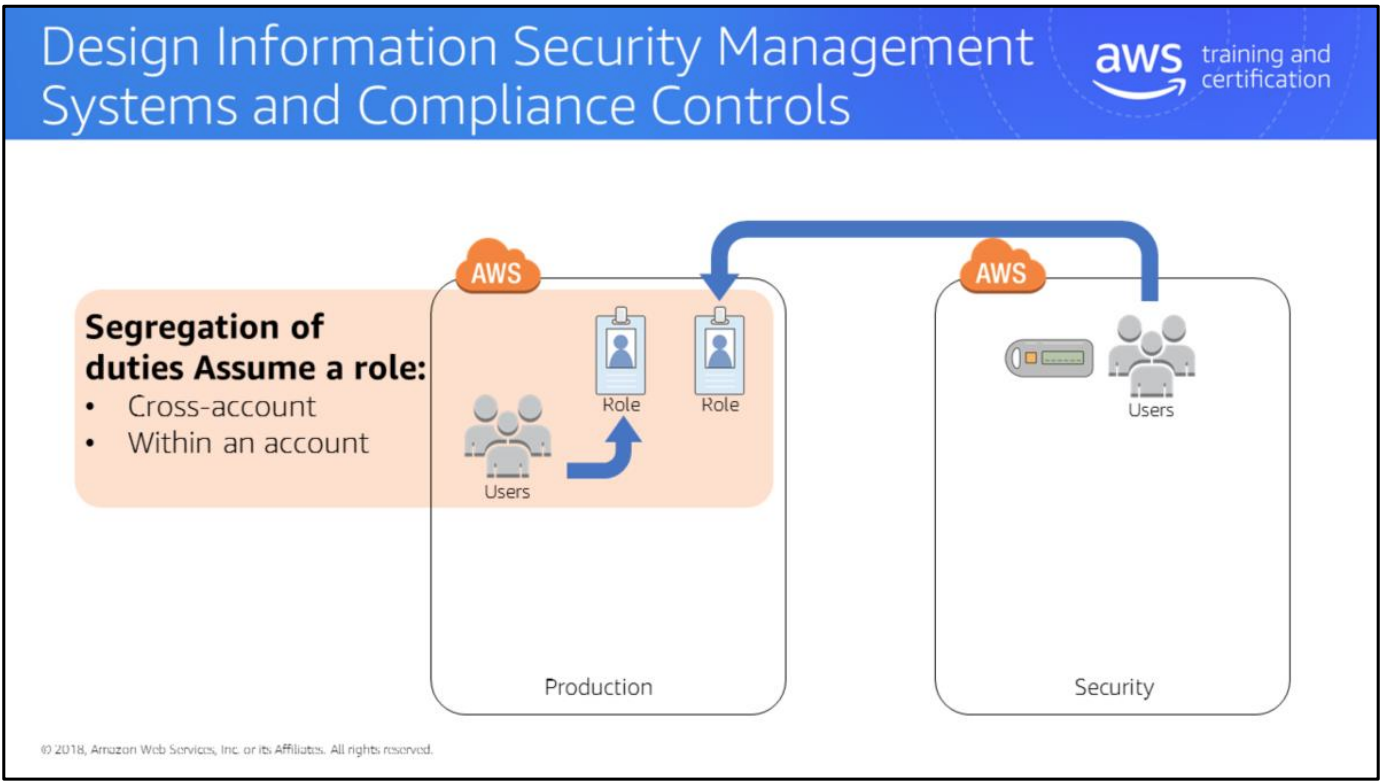 Design Information Security Management
Systems and Compliance Controls
aws training and
certification
AWS
AWS
Segregation of
duties Assume a role:
• Cross-account
• Within an account
Role
Role
Users
Users
Production
Security
© 2018, Amazon Web Services, Inc. or its Affiliates. All rights reserved.